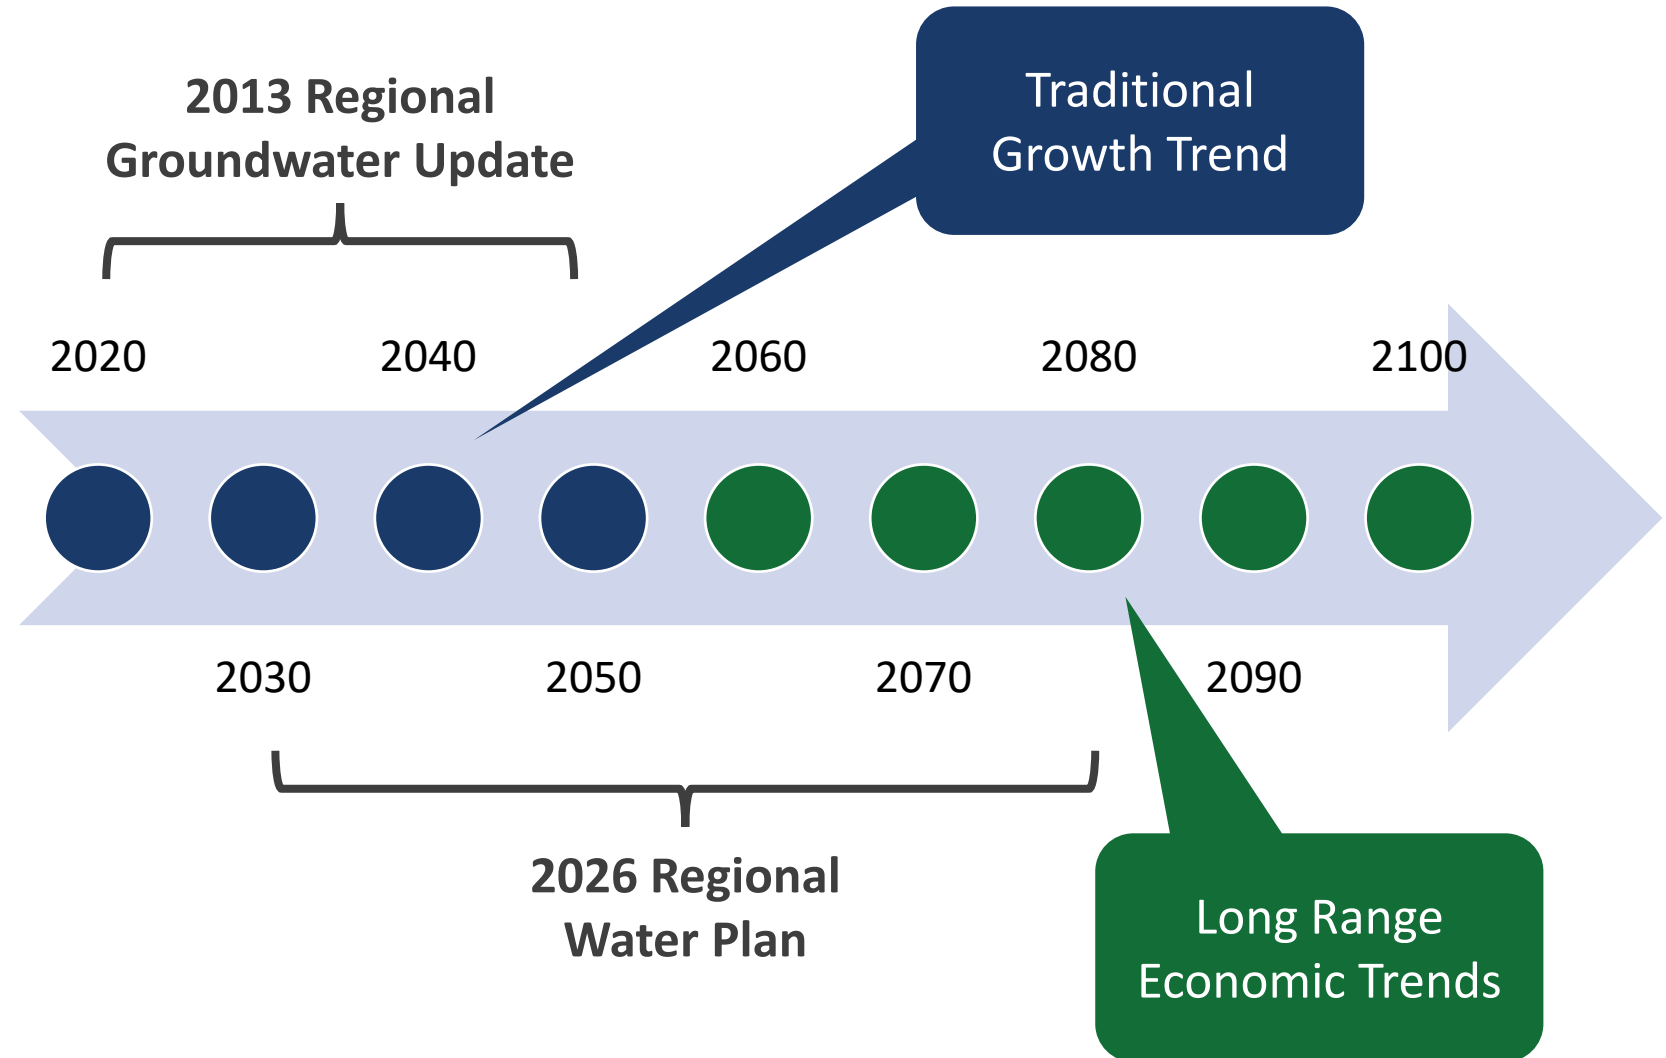 2013 Regional
Groundwater Update
Traditional
Growth Trend
2020 2040 2060 2080 2100
2030 2050 2070 2090
2026 Regional
Water Plan
Long Range
Economic Trends